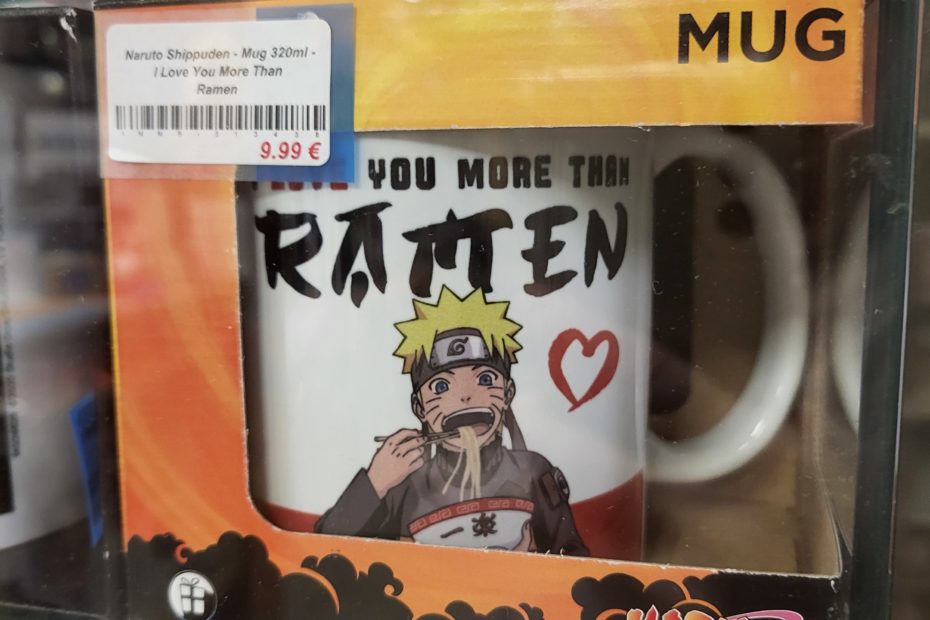 MUG
Naruto Shippuden - Mug 320ml -
I Love You More Than
Ramen
9.99 €
YOU MORE THAN
RAMEN
一楽